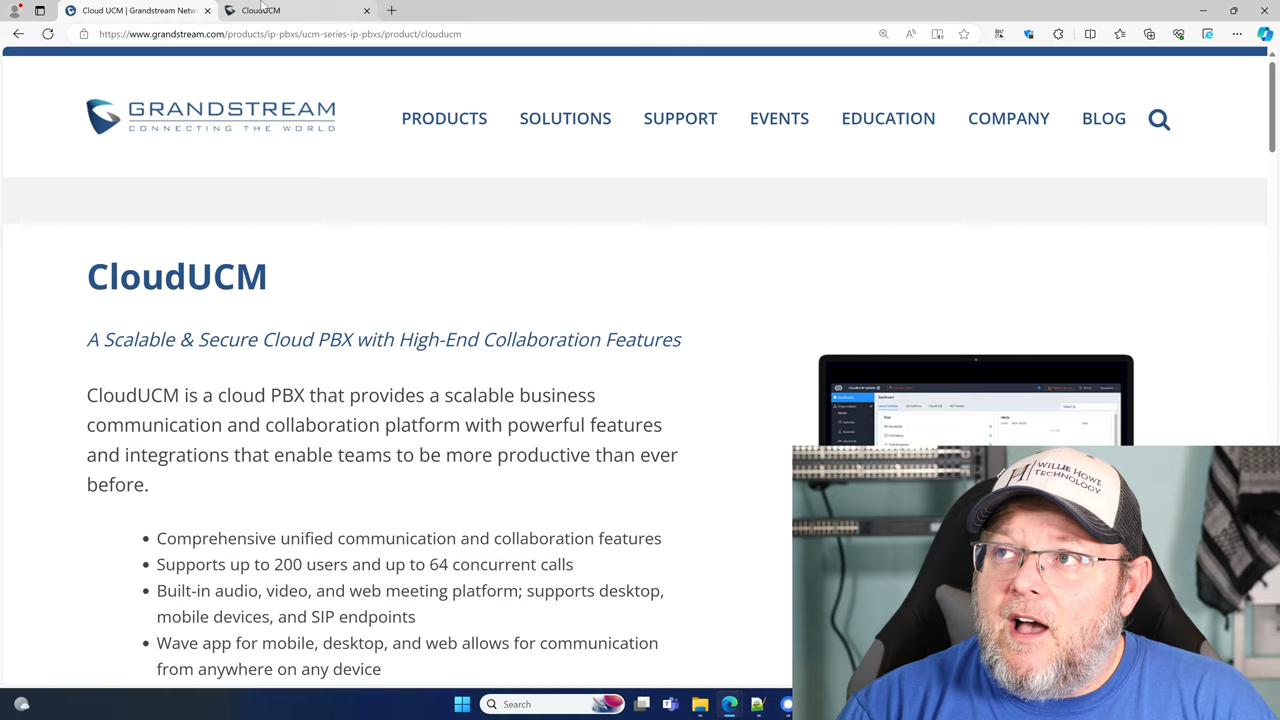 Cloud UCM | Grandstream Netw
CloudUCM
https://www.grandstream.com/products/ip-pbxs/ucm-series-ip-pbxs/product/clouducm
GRANDSTREAM
CONNECTING THE WORLD
PRODUCTS
SOLUTIONS
SUPPORT
EVENTS
EDUCATION
COMPANY
BLOG
CloudUCM
A Scalable & Secure Cloud PBX with High-End Collaboration Features
CloudUCM is a cloud PBX that provides a scalable business
communication and collaboration platform with powerful features
and integrations that enable teams to be more productive than ever
before.
• Comprehensive unified communication and collaboration features
• Supports up to 200 users and up to 64 concurrent calls
• Built-in audio, video, and web meeting platform; supports desktop,
mobile devices, and SIP endpoints
• Wave app for mobile, desktop, and web allows for communication
from anywhere on any device
WILLIE HOWE
TECHNOLOGY
Search